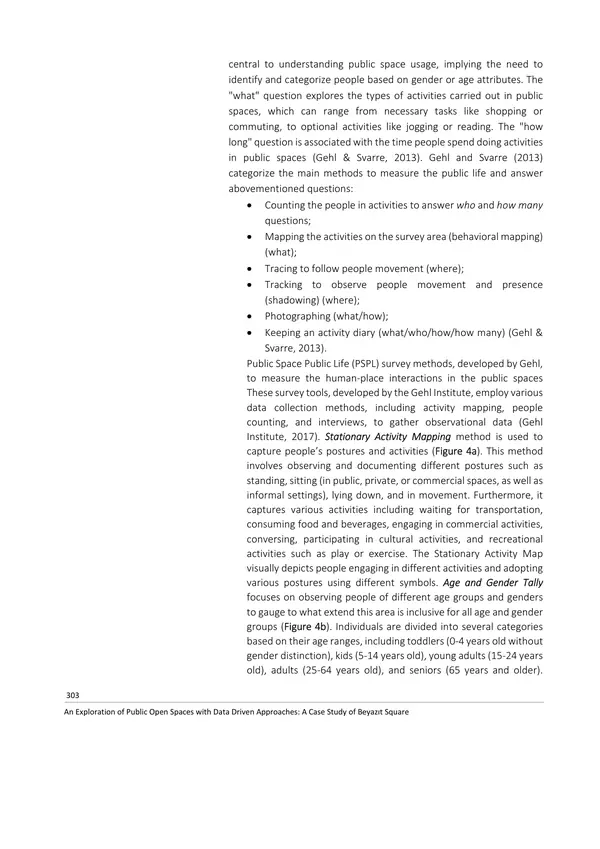 central to understanding public space usage, implying the need to
identify and categorize people based on gender or age attributes. The
"what" question explores the types of activities carried out in public
spaces, which can range from necessary tasks like shopping or
commuting, to optional activities like jogging or reading. The "how
long" question is associated with the time people spend doing activities
in public spaces (Gehl & Svarre, 2013). Gehl and Svarre (2013)
categorize the main methods to measure the public life and answer
abovementioned questions:
• Counting the people in activities to answer who and how many
questions;
• Mapping the activities on the survey area (behavioral mapping)
(what);
• Tracing to follow people movement (where);
• Tracking to observe people movement and presence
(shadowing) (where);
• Photographing (what/how);
• Keeping an activity diary (what/who/how/how many) (Gehl &
Svarre, 2013).
Public Space Public Life (PSPL) survey methods, developed by Gehl,
to measure the human-place interactions in the public spaces
These survey tools, developed by the Gehl Institute, employ various
data collection methods, including activity mapping, people
counting, and interviews, to gather observational data (Gehl
Institute, 2017). Stationary Activity Mapping method is used to
capture people's postures and activities (Figure 4a). This method
involves observing and documenting different postures such as
standing, sitting (in public, private, or commercial spaces, as well as
informal settings), lying down, and in movement. Furthermore, it
captures various activities including waiting for transportation,
consuming food and beverages, engaging in commercial activities,
conversing, participating in cultural activities, and recreational
activities such as play or exercise. The Stationary Activity Map
visually depicts people engaging in different activities and adopting
various postures using different symbols. Age and Gender Tally
focuses on observing people of different age groups and genders
to gauge to what extend this area is inclusive for all age and gender
groups (Figure 4b). Individuals are divided into several categories
based on their age ranges, including toddlers (0-4 years old without
gender distinction), kids (5-14 years old), young adults (15-24 years
old), adults (25-64 years old), and seniors (65 years and older).
303
An Exploration of Public Open Spaces with Data Driven Approaches: A Case Study of Beyazıt Square